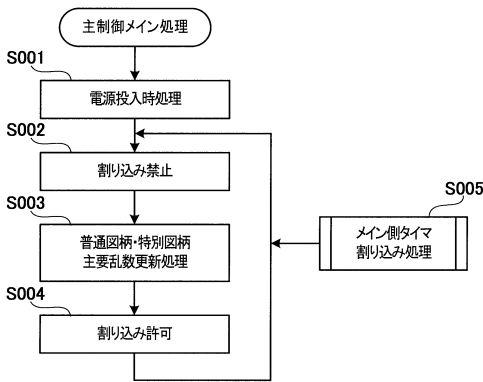 主制御メイン処理
S001
電源投入時処理
S002
割り込み禁止
S003
普通図柄・特別図柄
主要乱数更新処理
S004
割り込み許可
S005
メイン側タイマ
割り込み処理